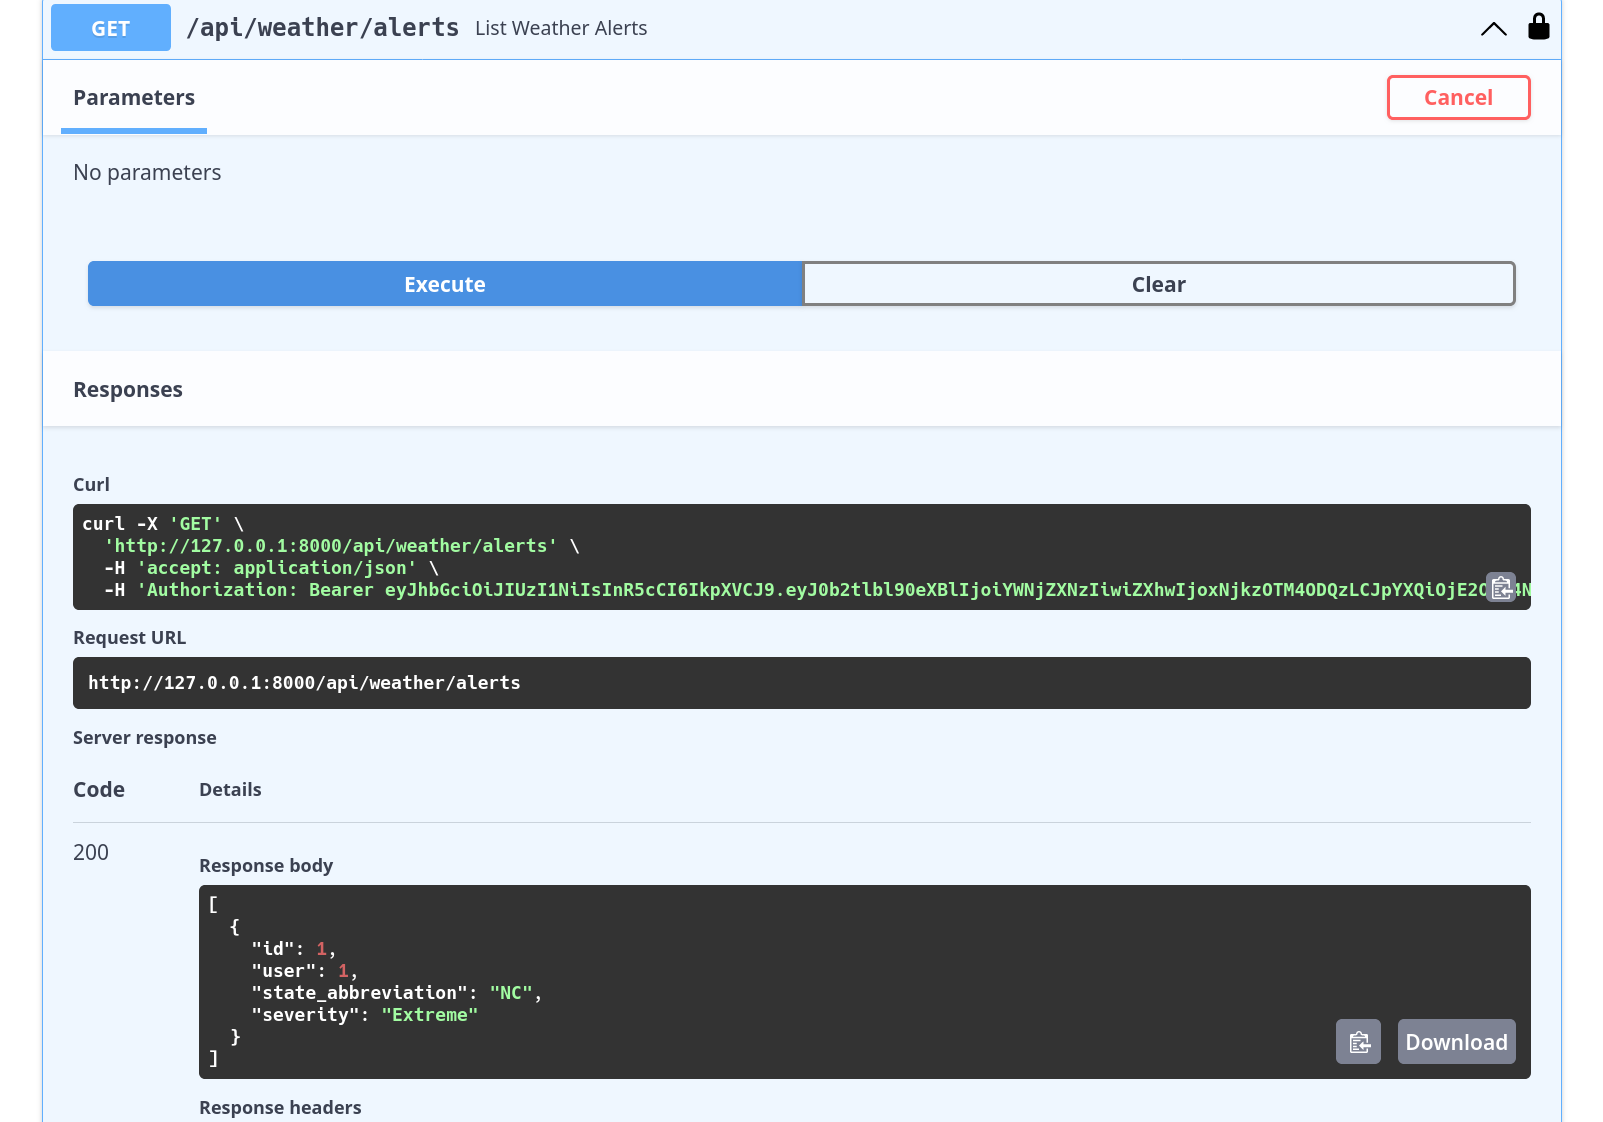 GET /api/weather/alerts List Weather Alerts
Parameters
Cancel
No parameters
Execute
Clear
Responses
Curl
curl -X 'GET' \
  'http://127.0.0.1:8000/api/weather/alerts' \
  -H 'accept: application/json' \
  -H 'Authorization: Bearer eyJhbGciOiJIUzI1NiIsInR5cCI6IkpXVCJ9.eyJ0b2tlbl90eXBlIjoiYWNjZXNzIiwiZXhwIjoxNjkzOTM4ODQzLCJpYXQiOjE2O
Request URL
http://127.0.0.1:8000/api/weather/alerts
Server response
Code
Details
200
Response body
[
  {
    "id": 1,
    "user": 1,
    "state_abbreviation": "NC",
    "severity": "Extreme"
  }
]
Download
Response headers